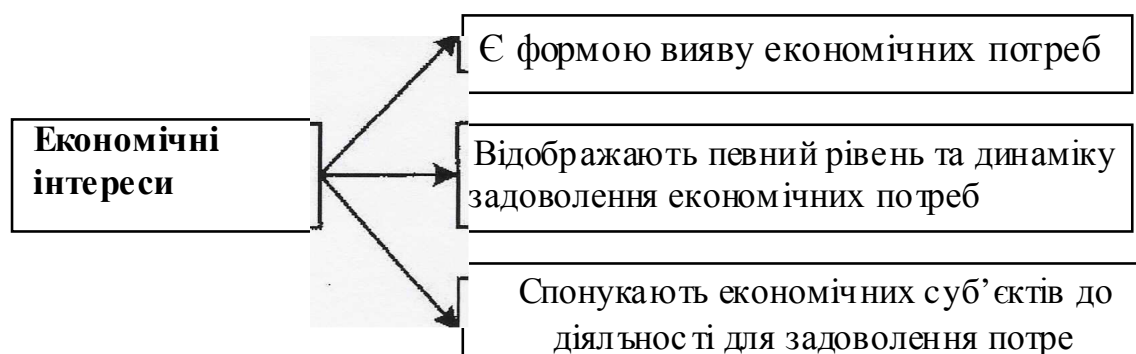 Є формою вияву економічних потреб
Економічні
інтереси
Відображають певний рівень та динаміку
задоволення економічних потреб
Спонукають економічних суб’єктів до
діялъності для задоволення потре